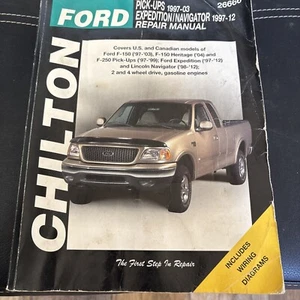 FORD
PICK-UPS 1997-03
EXPEDITION/NAVIGATOR 1997-12
REPAIR MANUAL
26666
Covers U.S. and Canadian models of
Ford F-150 ('97-'03), F-150 Heritage ('04) and
F-250 Pick-Ups ('97-'99); Ford Expedition ('97-'12)
and Lincoln Navigator ('98-'12);
2 and 4 wheel drive, gasoline engines
CHILTON
The First Step In Repair
INCLUDES
WIRING
DIAGRAMS